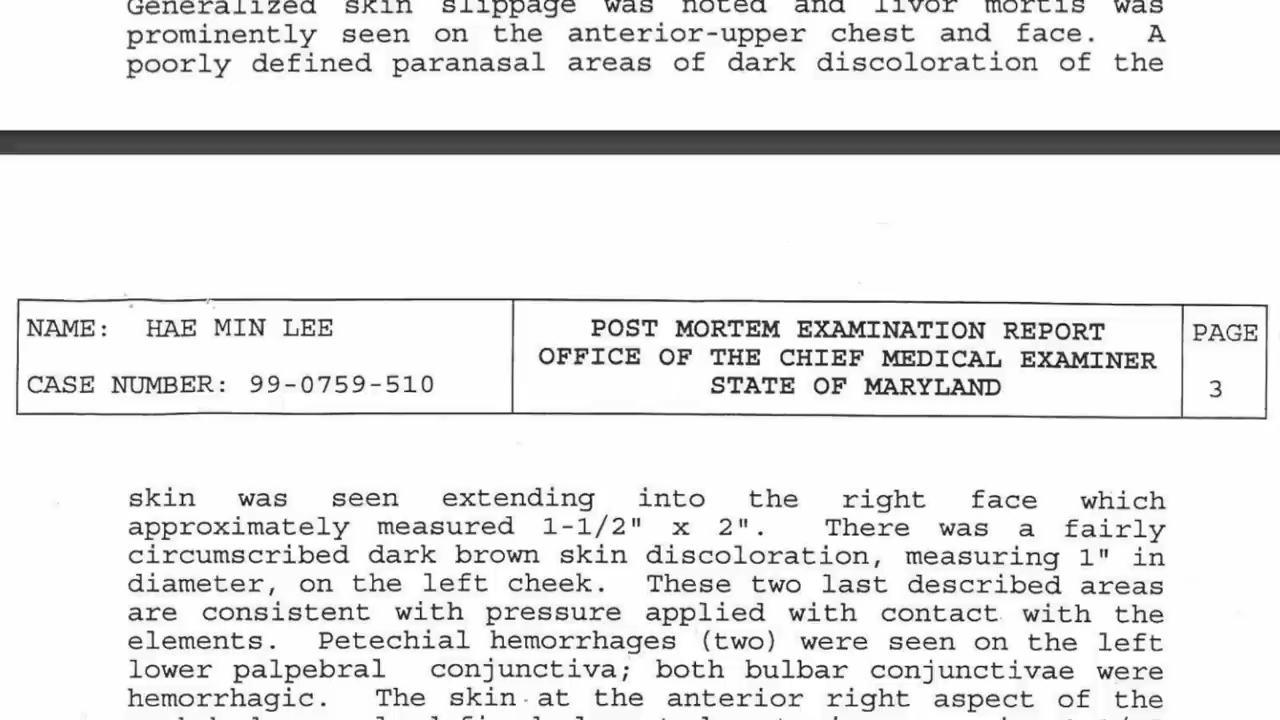 Generalized skin slippage was noted and livor mortis was
prominently seen on the anterior-upper chest and face. A
poorly defined paranasal areas of dark discoloration of the
NAME: HAE MIN LEE
CASE NUMBER: 99-0759-510
POST MORTEM EXAMINATION REPORT
OFFICE OF THE CHIEF MEDICAL EXAMINER
STATE OF MARYLAND
PAGE
3
skin was seen extending into the right face which
approximately measured 1-1/2" x 2". There was a fairly
circumscribed dark brown skin discoloration, measuring 1" in
diameter, on the left cheek. These two last described areas
are consistent with pressure applied with contact with the
elements. Petechial hemorrhages (two) were seen on the left
lower palpebral conjunctiva; both bulbar conjunctivae were
hemorrhagic. The skin at the anterior right aspect of the